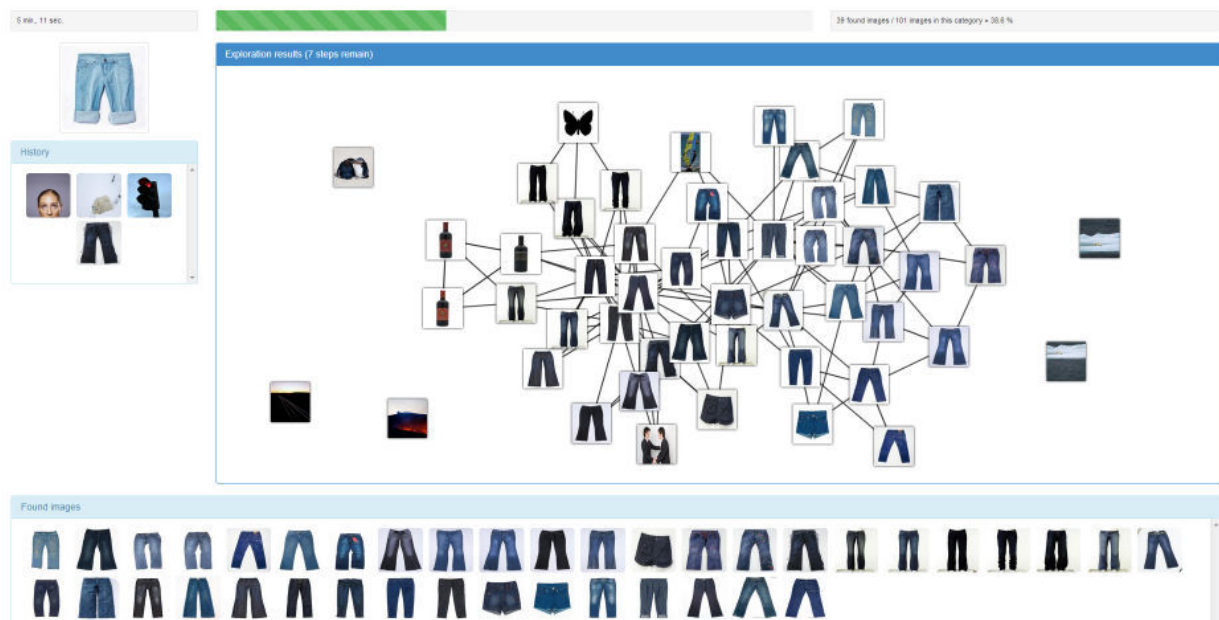 5 min., 11 sec.
39 found images / 101 images in this category = 38.6 %
Exploration results (7 steps remain)
History
Found images